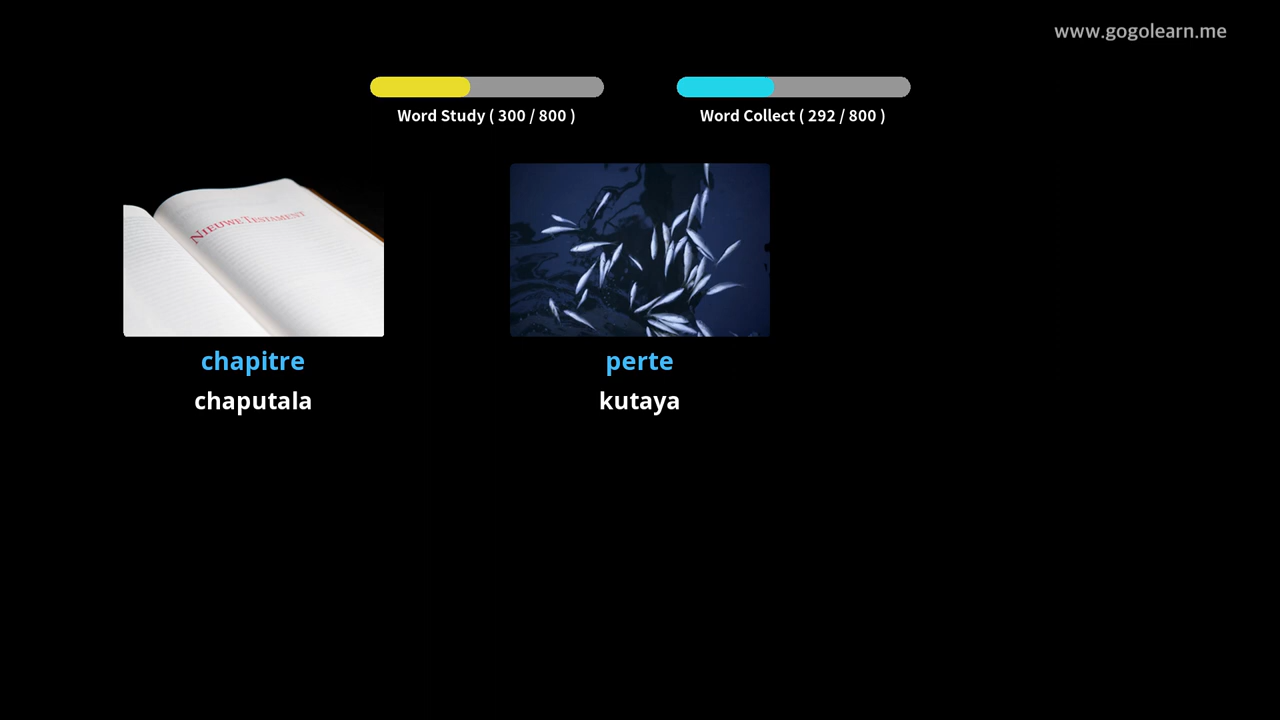 www.gogolearn.me
Word Study ( 300 / 800 )
Word Collect ( 292 / 800 )
NIEUWE TESTAMENT
chapitre
perte
chaputala
kutaya